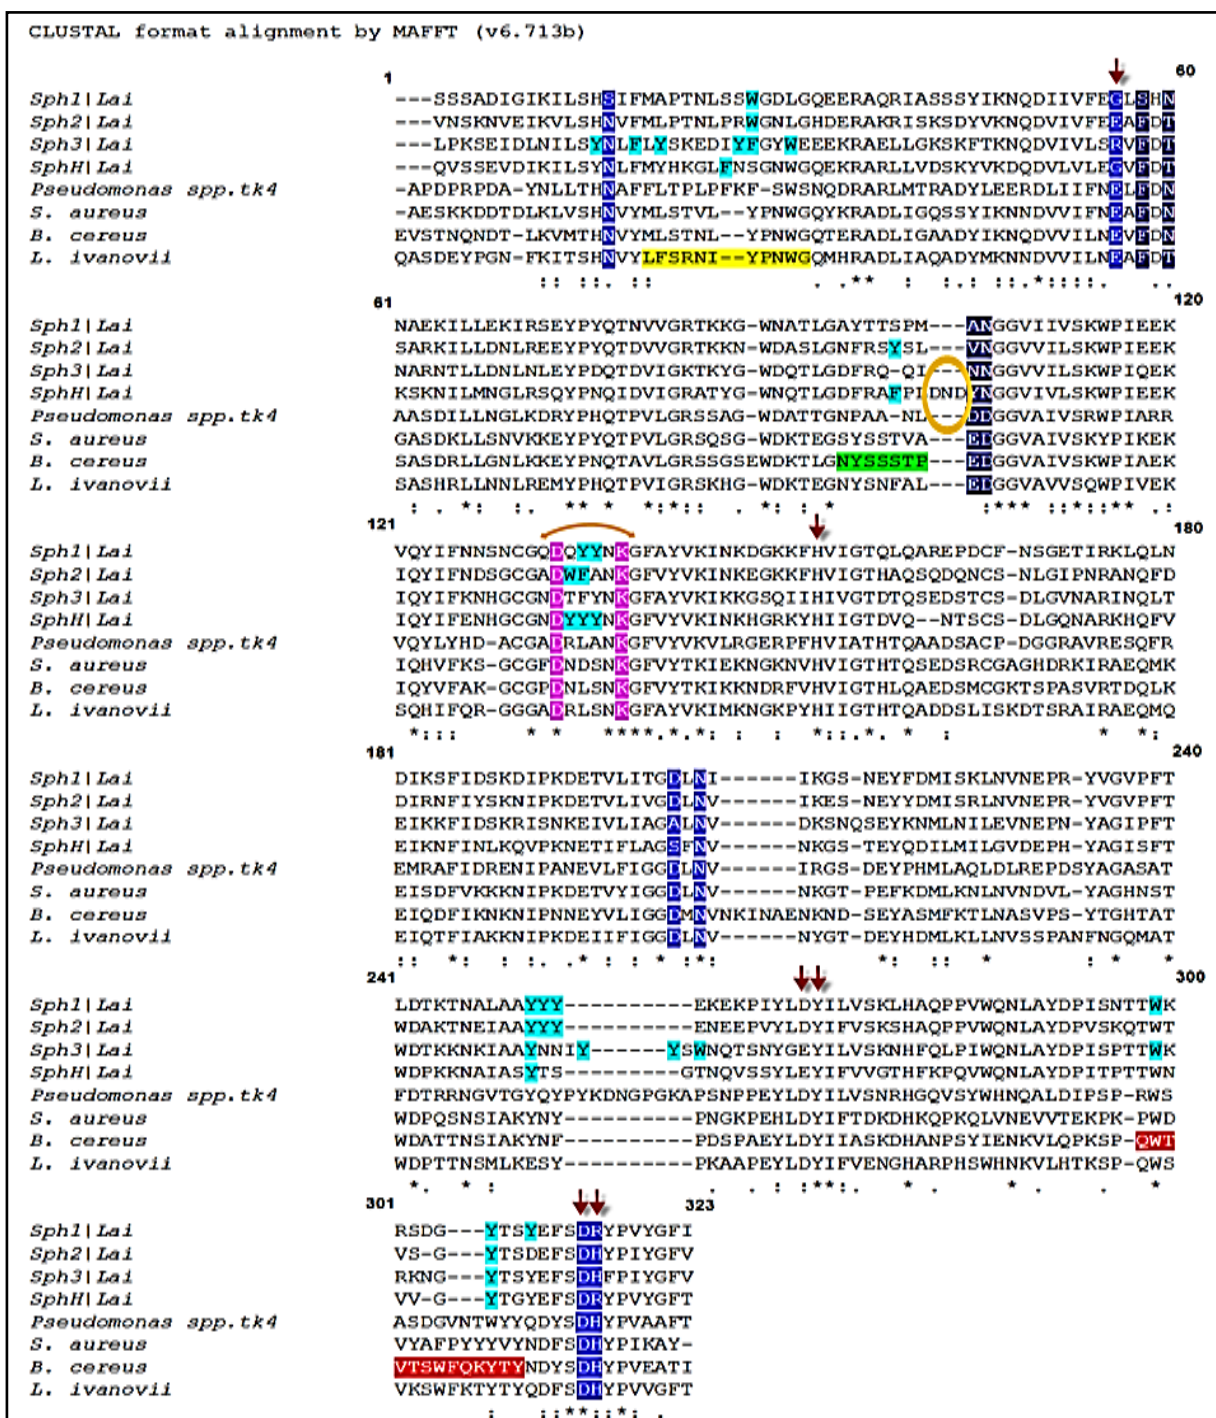 CLUSTAL format alignment by MAFFT (v6.713b)
1 60
Sph1|Lai ---SSSADIGIKILSHSIFMAPTNLSSWGDLGQEERAQRIASSSYIKNQDIIVFEGLSHN
Sph2|Lai ---VNSKNVEIKVLSHNVFMLPTNLPRWGNLGHDERAKRISKSDYVKNQDVIVFEEAFDT
Sph3|Lai ---LPKSEIDLNILSYNLFLYSKEDIYFGYWEEEKRAELLGKSKFTKNQDVIVLSRVFDT
SphH|Lai ---QVSSEVDIKILSYNLFMYHKGLFNSGNWGQEKRARLLVDSKYVKDQDVLVLEGVFDT
Pseudomonas spp.tk4 -APDPRPDA-YNLLTHNAFFLTPLPFKF-SWSNQDRARLMTRADYLEERDLIIFNELFDN
S. aureus -AESKKDDTDLKLVSHNVYMLSTVL--YPNWGQYKRADLIGQSSYIKNNDVVIFNEAFDN
B. cereus EVSTNQNDT-LKVMTHNVYMLSTNL--YPNWGQTERADLIGAADYIKNQDVVILNEVFDN
L. ivanovii QASDEYPGN-FKITSHNVYLFSRNI--YPNWGQMHRADLIAQADYMKNNDVVILNEAFDT
61 120
Sph1|Lai NAEKILLEKIRSEYPYQTNVVGRTKKG-WNATLGAYTTSPM---ANGGVIIVSKWPIEEK
Sph2|Lai SARKILLDNLREEYPYQTDVVGRTKKN-WDASLGNFRSYSL---VNGGVVILSKWPIEEK
Sph3|Lai NARNTLLDNLNLEYPDQTDVIGKTKYG-WDQTLGDFRQ-QI---NNGGVVILSKWPIQEK
SphH|Lai KSKNILMNGLRSQYPNQIDVIGRATYG-WNQTLGDFRAFPIDNDYNGGVIVLSKWPIEEK
Pseudomonas spp.tk4 AASDILLNGLKDRYPHQTPVLGRSSAG-WDATTGNPAA-NL---DDGGVAIVSRWPIARR
S. aureus GASDKLLSNVKKEYPYQTPVLGRSQSG-WDKTEGSYSSTVA---EDGGVAIVSKYPIKEK
B. cereus SASDRLLGNLKKEYPNQTAVLGRSSGSEWDKTLGNYSSSTP---EDGGVAIVSKWPIAEK
L. ivanovii SASHRLLNNLREMYPHQTPVIGRSKHG-WDKTEGNYSNFAL---EDGGVAVVSQWPIVEK
121 180
Sph1|Lai VQYIFNNSNCGQDQYYNKGFAYVKINKDGKKFHVIGTQLQAREPDCF-NSGETIRKLQLN
Sph2|Lai IQYIFNDSGCGADWFANKGFVYVKINKEGKKFHVIGTHAQSQDQNCS-NLGIPNRANQFD
Sph3|Lai IQYIFKNHGCGNDTFYNKGFAYVKIKKGSQIIHIVGTDTQSEDSTCS-DLGVNARINQLT
SphH|Lai IQYIFENHGCGNDYYYNKGFAYVKINKHGRKYHIIGTDVQ--NTSCS-DLGQNARKHQFV
Pseudomonas spp.tk4 VQYLYHD-ACGADRLANKGFVYVKVLRGERPFHVIATHTQAADSACP-DGGRAVRESQFR
S. aureus IQHVFKS-GCGFDNDSNKGFVYTKIEKNGKNVHVIGTHTQSEDSRCGAGHDRKIRAEQMK
B. cereus IQYVFAK-GCGPDNLSNKGFVYTKIKKNDRFVHVIGTHLQAEDSMCGKTSPASVRTDQLK
L. ivanovii SQHIFQR-GGGADRLSNKGFAYVKIMKNGKPYHIIGTHTQADDSLISKDTSRAIRAEQMQ
181 240
Sph1|Lai DIKSFIDSKDIPKDETVLITGDLNI------IKGS-NEYFDMISKLNVNEPR-YVGVPFT
Sph2|Lai DIRNFIYSKNIPKDETVLIVGDLNV------IKES-NEYYDMISRLNVNEPR-YVGVPFT
Sph3|Lai EIKKFIDSKRISNKEIVLIAGALNV------DKSNQSEYKNMLNILEVNEPN-YAGIPFT
SphH|Lai EIKNFINLKQVPKNETIFLAGSFNV------NKGS-TEYQDILMILGVDEPH-YAGISFT
Pseudomonas spp.tk4 EMRAFIDRENIPANEVLFIGGDLNV------IRGS-DEYPHMLAQLDLREPDSYAGASAT
S. aureus EISDFVKKKNIPKDETVYIGGDLNV------NKGT-PEFKDMLKNLNVNDVL-YAGHNST
B. cereus EIQDFIKNKNIPNNEYVLIGGDMNVNKINAENKND-SEYASMFKTLNASVPS-YTGHTAT
L. ivanovii EIQTFIAKKNIPKDEIIFIGGDLNV------NYGT-DEYHDMLKLLNVSSPANFNGQMAT
241 300
Sph1|Lai LDTKTNALAAYYY----------EKEKPIYLDYILVSKLHAQPPVWQNLAYDPISNTTWK
Sph2|Lai WDAKTNEIAAYYY----------ENEEPVYLDYIFVSKSHAQPPVWQNLAYDPVSKQTWT
Sph3|Lai WDTKKNKIAAYNNIY-------YSWNQTSNYGEYILVSKNHFQLPIWQNLAYDPISPTTWK
SphH|Lai WDPKKNAIASYTS---------GTNQVSSYLEYIFVVGTHFKPQVWQNLAYDPITPTTWN
Pseudomonas spp.tk4 FDTRRNGVTGYQYPYKDNGPGKAPSNPPEYLDYILVSNRHGQVSYWHNQALDIPSP-RWS
S. aureus WDPQSNSIAKYNY----------PNGKPEHLDYIFTDKDHKQPKQLVNEVVTEKPK-PWD
B. cereus WDATTNSIAKYNF----------PDSPAEYLDYIIASKDHANPSYIENKVLQPKSP-QWT
L. ivanovii WDPTTNSMLKESY----------PKAAPEYLDYIFVENGHARPHSWHNKVLHTKSP-QWS
301 323
Sph1|Lai RSDG---YTSYEFSDRYPVYGFI
Sph2|Lai VS-G---YTSDEFSDHYPIYGFV
Sph3|Lai RKNG---YTSYEFSDHFPIYGFV
SphH|Lai VV-G---YTGYEFSDRYPVYGFT
Pseudomonas spp.tk4 ASDGVNTWYYQDYSDHYPVAAFT
S. aureus VYAFPYYYVYNDFSDHYPIKAY-
B. cereus VTSWFQKYTYNDYSDHYPVEATI
L. ivanovii VKSWFKTYTYQDFSDHYPVVGFT